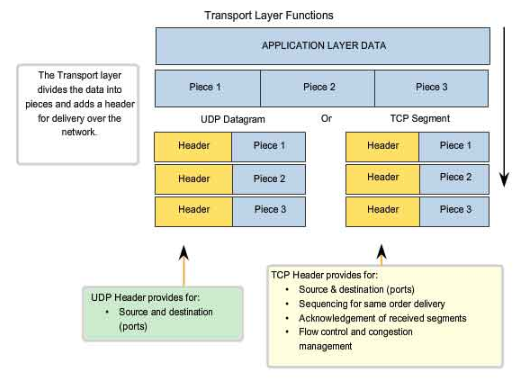 Transport Layer Functions
APPLICATION LAYER DATA
The Transport layer
divides the data into
pieces and adds a header
for delivery over the
network.
Piece 1 Piece 2 Piece 3
UDP Datagram Or TCP Segment
Header Piece 1 Header Piece 1
Header Piece 2 Header Piece 2
Header Piece 3 Header Piece 3
UDP Header provides for:
• Source and destination
(ports)
TCP Header provides for:
• Source & destination (ports)
• Sequencing for same order delivery
• Acknowledgement of received segments
• Flow control and congestion
management